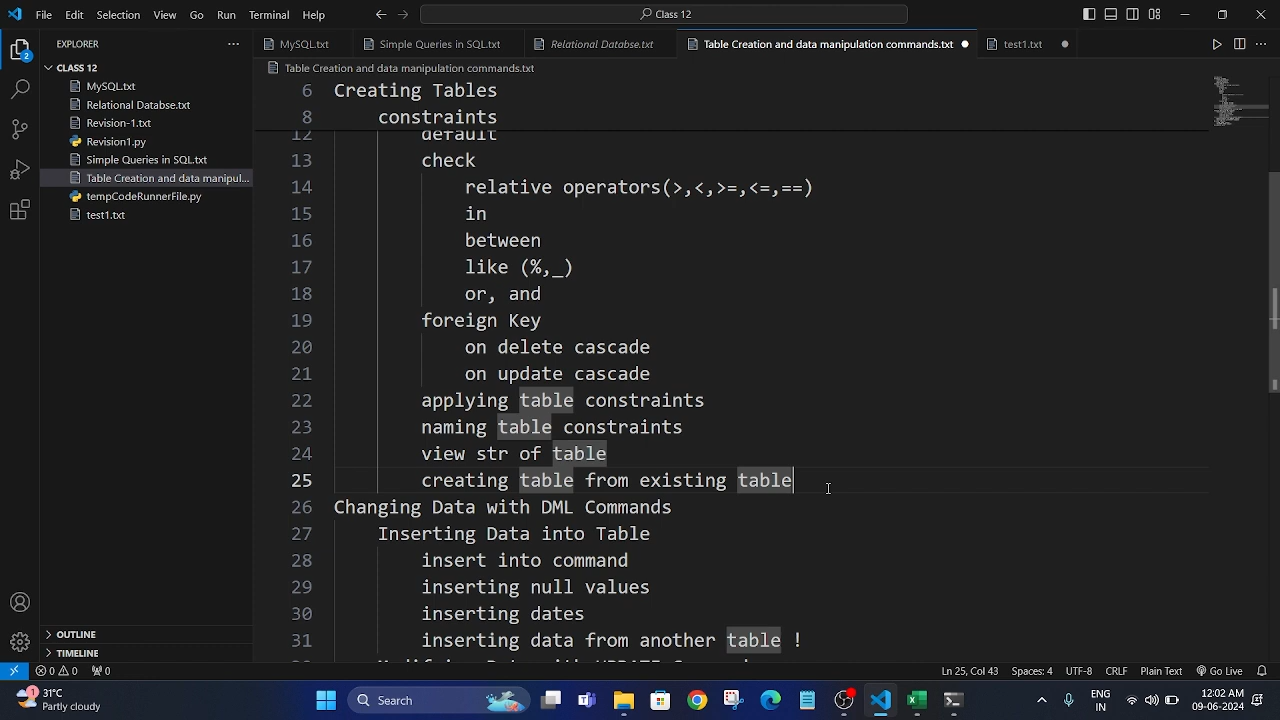 File Edit Selection View Go Run Terminal Help Class 12
EXPLORER
CLASS 12
MySQL.txt
Relational Databse.txt
Revision-1.txt
Revision1.py
Simple Queries in SQL.txt
Table Creation and data manipul...
tempCodeRunnerFile.py
test1.txt
OUTLINE
TIMELINE
MySQL.txt Simple Queries in SQL.txt Relational Databse.txt Table Creation and data manipulation commands.txt test1.txt
Table Creation and data manipulation commands.txt
6 Creating Tables
8 constraints
12 default
13 check
14 relative operators(>,<,>=,<=,==)
15 in
16 between
17 like (%,_)
18 or, and
19 foreign Key
20 on delete cascade
21 on update cascade
22 applying table constraints
23 naming table constraints
24 view str of table
25 creating table from existing table
26 Changing Data with DML Commands
27 Inserting Data into Table
28 insert into command
29 inserting null values
30 inserting dates
31 inserting data from another table !
0 0 0 Ln 25, Col 43 Spaces: 4 UTF-8 CRLF Plain Text Go Live
31°C
Partly cloudy
Search
ENG
IN
12:02 AM
09-06-2024